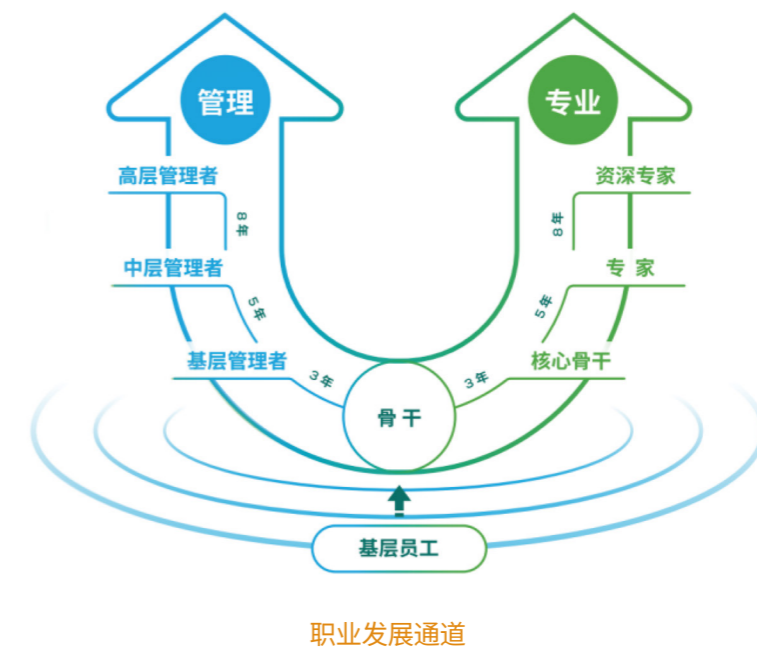 管理
专业
高层管理者
资深专家
8年
8年
中层管理者
专 家
5年
5年
基层管理者
核心骨干
3年
3年
骨干
基层员工
职业发展通道